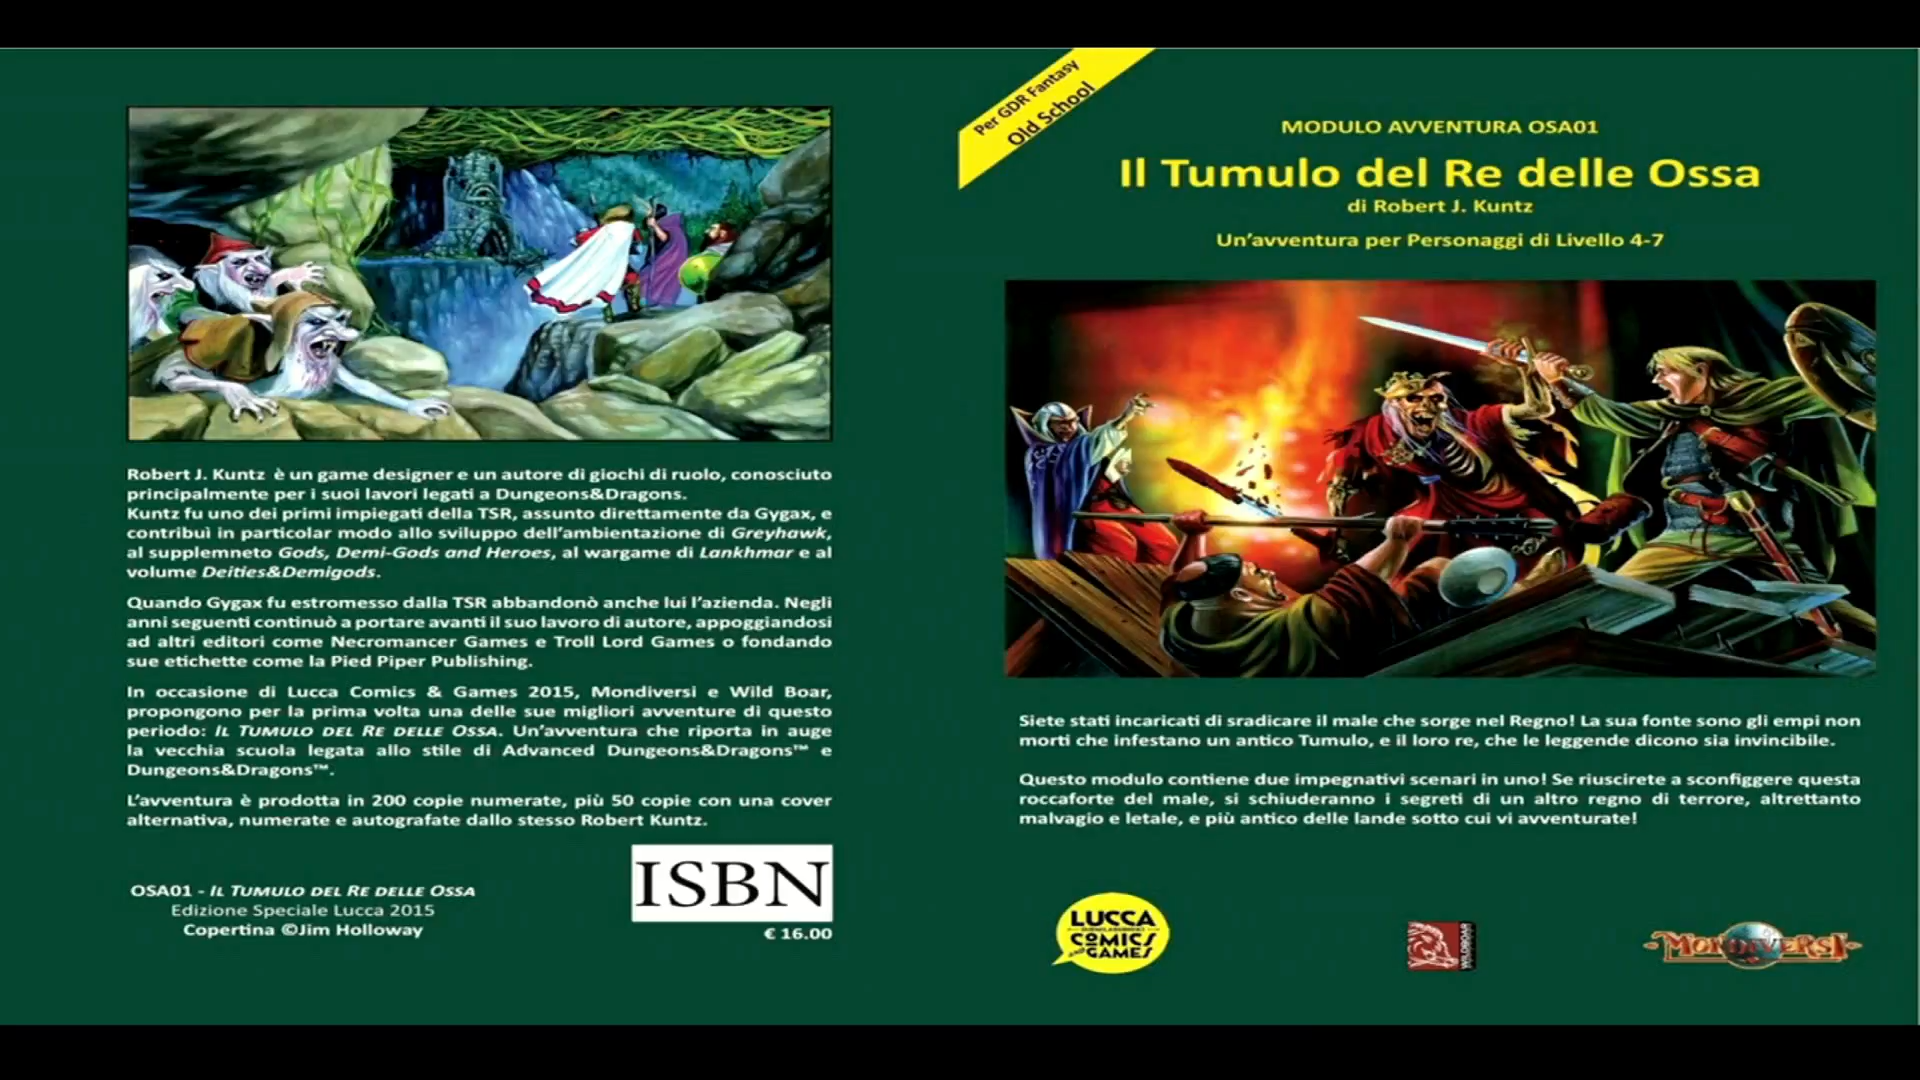 Robert J. Kuntz è un game designer e un autore di giochi di ruolo, conosciuto
principalmente per i suoi lavori legati a Dungeons&Dragons.
Kuntz fu uno dei primi impiegati della TSR, assunto direttamente da Gygax, e
contribuì in particolar modo allo sviluppo dell'ambientazione di Greyhawk,
al supplemneto Gods, Demi-Gods and Heroes, al wargame di Lankhmar e al
volume Deities&Demigods.
Quando Gygax fu estromesso dalla TSR abbandonò anche lui l'azienda. Negli
anni seguenti continuò a portare avanti il suo lavoro di autore, appoggiandosi
ad altri editori come Necromancer Games e Troll Lord Games o fondando
sue etichette come la Pied Piper Publishing.
In occasione di Lucca Comics & Games 2015, Mondiversi e Wild Boar,
propongono per la prima volta una delle sue migliori avventure di questo
periodo: IL TUMULO DEL RE DELLE OSSA. Un'avventura che riporta in auge
la vecchia scuola legata allo stile di Advanced Dungeons&Dragons™ e
Dungeons&Dragons™.
L'avventura è prodotta in 200 copie numerate, più 50 copie con una cover
alternativa, numerate e autografate dallo stesso Robert Kuntz.
OSA01 - IL TUMULO DEL RE DELLE OSSA
Edizione Speciale Lucca 2015
Copertina ©Jim Holloway
ISBN
€ 16.00
Per GDR Fantasy
Old School
MODULO AVVENTURA OSA01
Il Tumulo del Re delle Ossa
di Robert J. Kuntz
Un'avventura per Personaggi di Livello 4-7
Siete stati incaricati di sradicare il male che sorge nel Regno! La sua fonte sono gli empi non
morti che infestano un antico Tumulo, e il loro re, che le leggende dicono sia invincibile.
Questo modulo contiene due impegnativi scenari in uno! Se riuscirete a sconfiggere questa
roccaforte del male, si schiuderanno i segreti di un altro regno di terrore, altrettanto
malvagio e letale, e più antico delle lande sotto cui vi avventurate!
LUCCA
COMICS
AND GAMES
WILDBOAR
MONDIVERSI